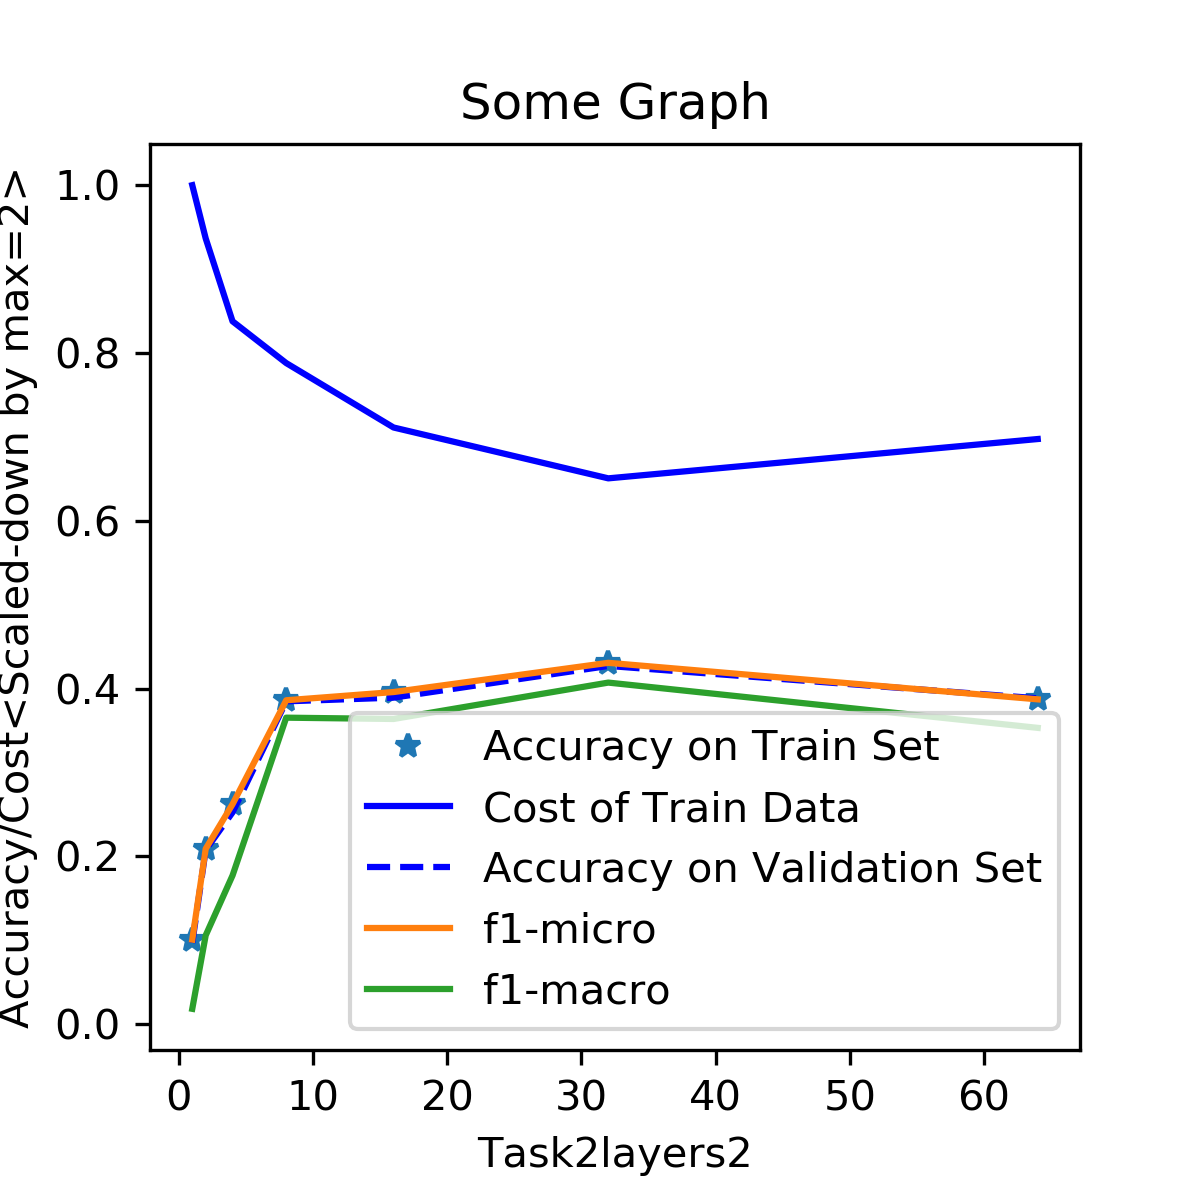 Some Graph
Accuracy/Cost<Scaled-down by max=2>
1.0
0.8
0.6
0.4
0.2
0.0
Accuracy on Train Set
Cost of Train Data
Accuracy on Validation Set
f1-micro
f1-macro
0 10 20 30 40 50 60
Task2layers2